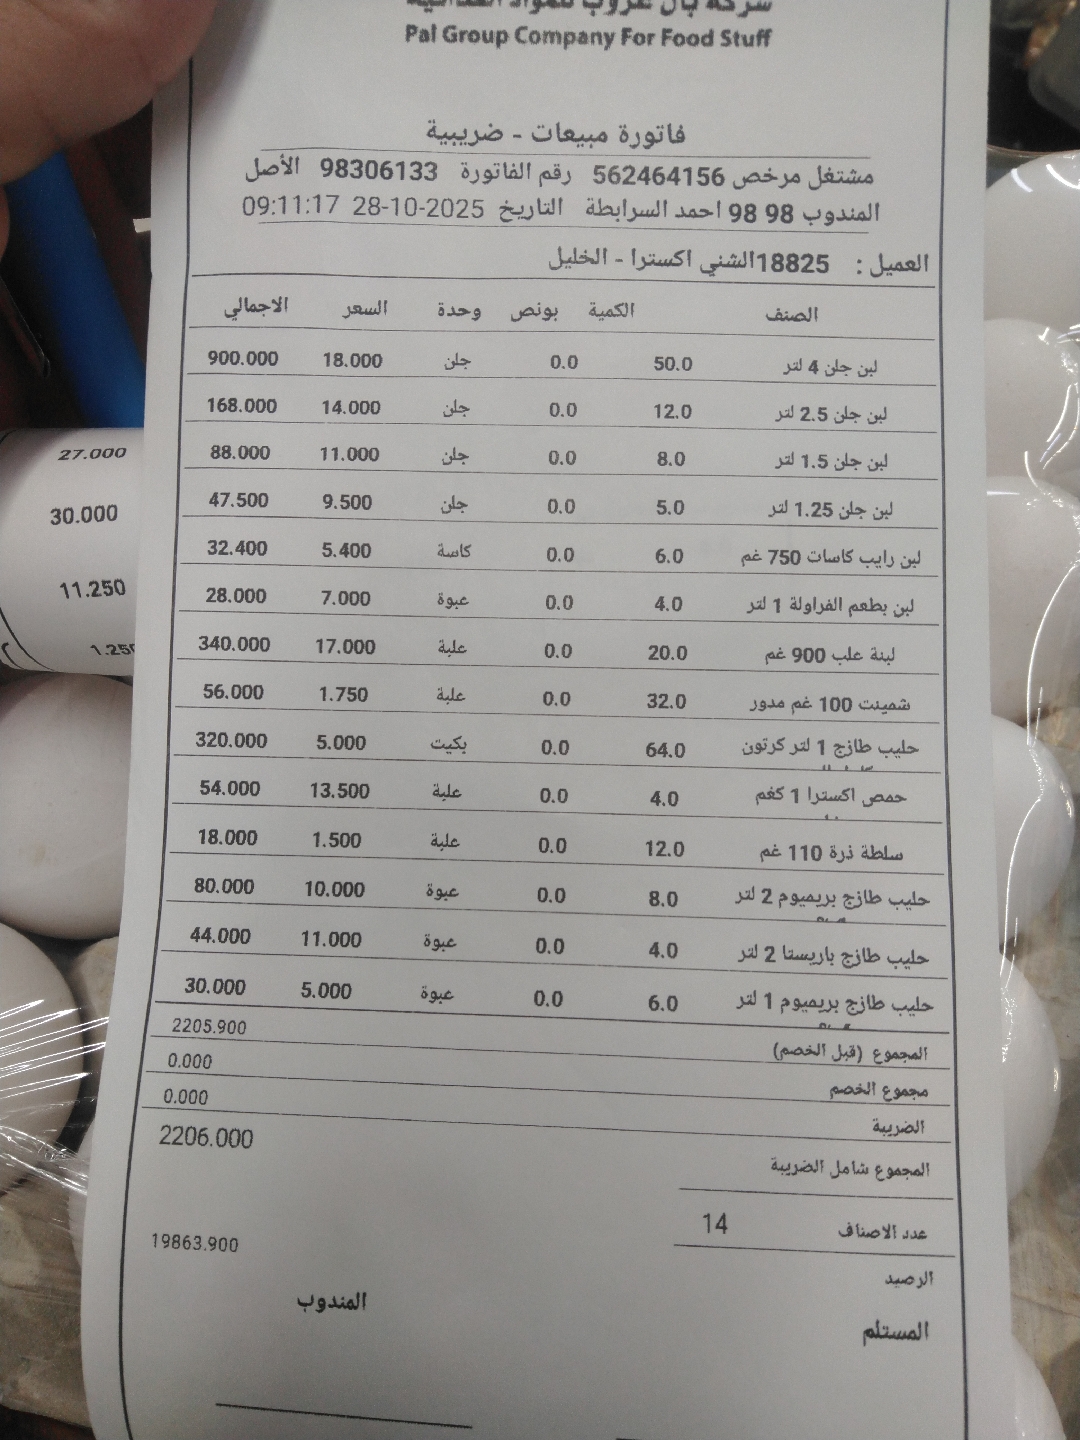 شركة بال جروب للمواد الغذائية
Pal Group Company For Food Stuff
فاتورة مبيعات - ضريبية
مشتغل مرخص 562464156 رقم الفاتورة 98306133 الأصل
المندوب 98 98 احمد السرابطة التاريخ 28-10-2025 09:11:17
العميل : 18825الشني اكسترا - الخليل
الصنف الكمية بونص وحدة السعر الاجمالي
لبن جلن 4 لتر 50.0 0.0 جلن 18.000 900.000
لبن جلن 2.5 لتر 12.0 0.0 جلن 14.000 168.000
لبن جلن 1.5 لتر 8.0 0.0 جلن 11.000 88.000
لبن جلن 1.25 لتر 5.0 0.0 جلن 9.500 47.500
لبن رايب كاسات 750 غم 6.0 0.0 كاسة 5.400 32.400
لبن بطعم الفراولة 1 لتر 4.0 0.0 عبوة 7.000 28.000
لبنة علب 900 غم 20.0 0.0 علبة 17.000 340.000
شمينت 100 غم مدور 32.0 0.0 علبة 1.750 56.000
حليب طازج 1 لتر كرتون 64.0 0.0 بكيت 5.000 320.000
حمص اكسترا 1 كغم 4.0 0.0 علبة 13.500 54.000
سلطة ذرة 110 غم 12.0 0.0 علبة 1.500 18.000
حليب طازج بريميوم 2 لتر 8.0 0.0 عبوة 10.000 80.000
حليب طازج باريستا 2 لتر 4.0 0.0 عبوة 11.000 44.000
حليب طازج بريميوم 1 لتر 6.0 0.0 عبوة 5.000 30.000
المجموع (قبل الخصم) 2205.900
مجموع الخصم 0.000
الضريبة 0.000
المجموع شامل الضريبة 2206.000
عدد الاصناف 14
الرصيد 19863.900
المستلم المندوب
27.000
30.000
11.250